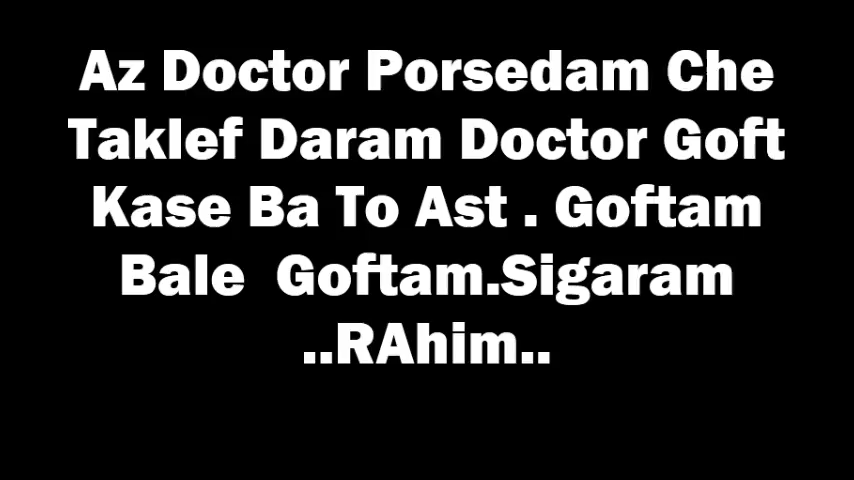 Az Doctor Porsedam Che
Taklef Daram Doctor Goft
Kase Ba To Ast . Goftam
Bale  Goftam.Sigaram
..RAhim..